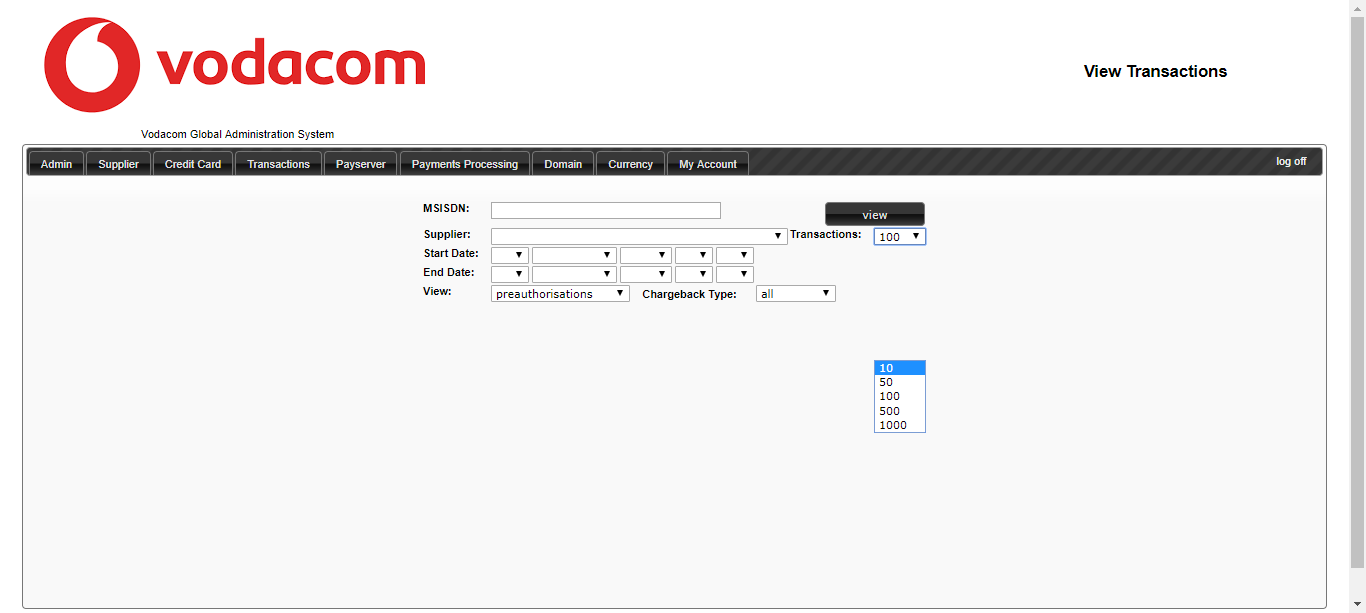 vodacom
View Transactions
Vodacom Global Administration System
Admin Supplier Credit Card Transactions Payserver Payments Processing Domain Currency My Account log off
MSISDN: view
Supplier: Transactions: 100
Start Date:
End Date:
View: preauthorisations Chargeback Type: all
10
50
100
500
1000